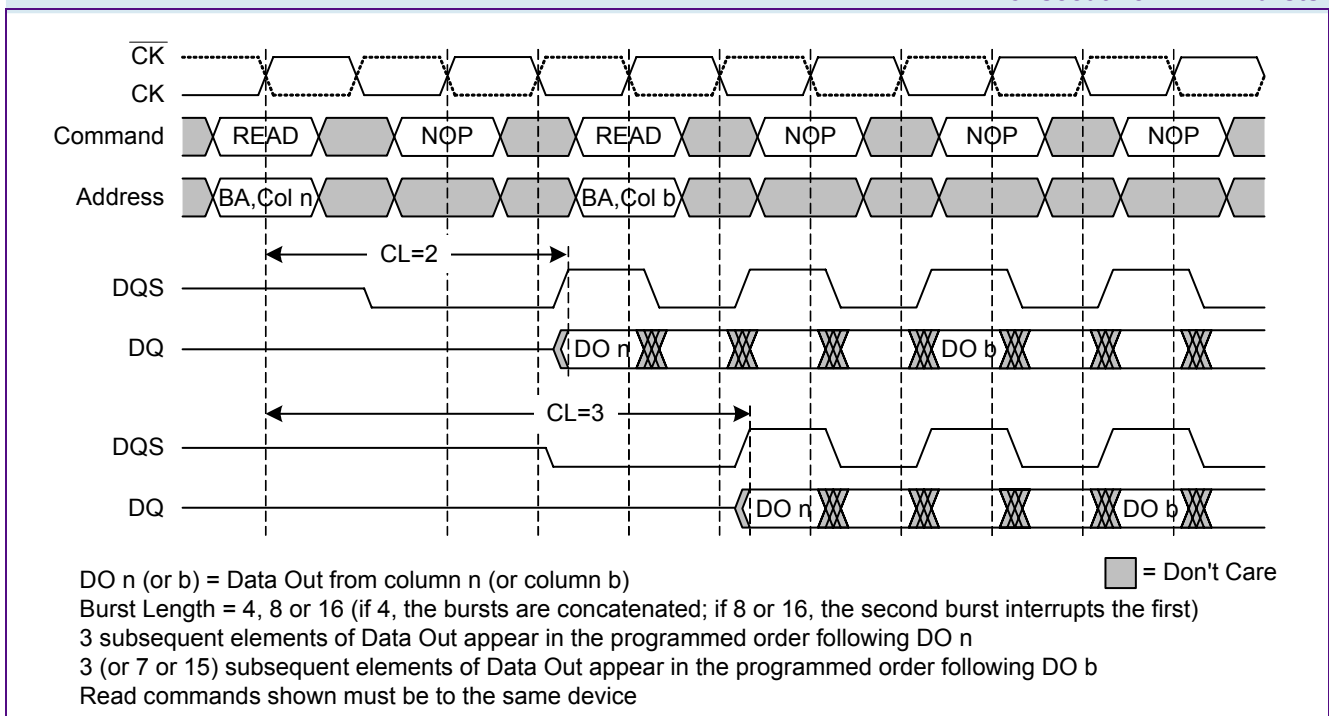 CK
CK
Command READ NOP READ NOP NOP NOP
Address BA,Col n BA,Col b
CL=2
DQS
DQ DO n DO b
CL=3
DQS
DQ DO n DO b
DO n (or b) = Data Out from column n (or column b)
= Don't Care
Burst Length = 4, 8 or 16 (if 4, the bursts are concatenated; if 8 or 16, the second burst interrupts the first)
3 subsequent elements of Data Out appear in the programmed order following DO n
3 (or 7 or 15) subsequent elements of Data Out appear in the programmed order following DO b
Read commands shown must be to the same device